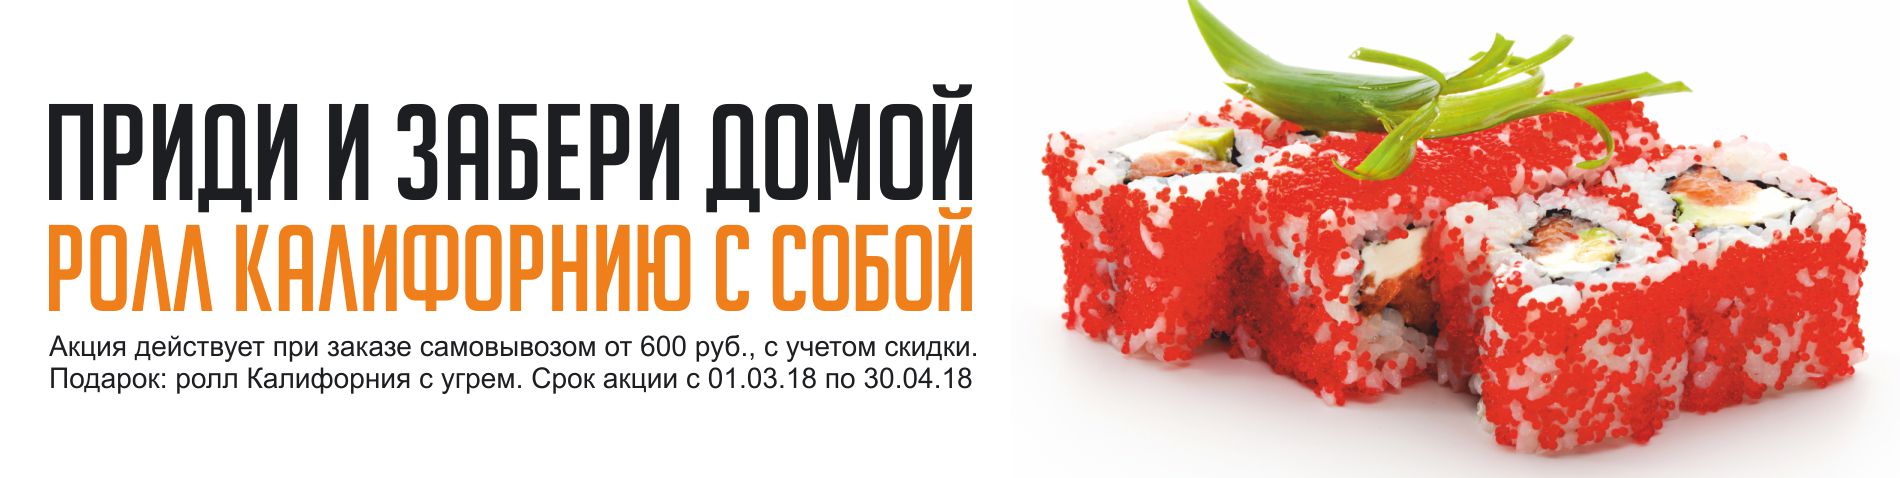 ПРИДИ И ЗАБЕРИ ДОМОЙ
РОЛЛ КАЛИФОРНИЮ С СОБОЙ
Акция действует при заказе самовывозом от 600 руб., с учетом скидки.
Подарок: ролл Калифорния с угрем. Срок акции с 01.03.18 по 30.04.18